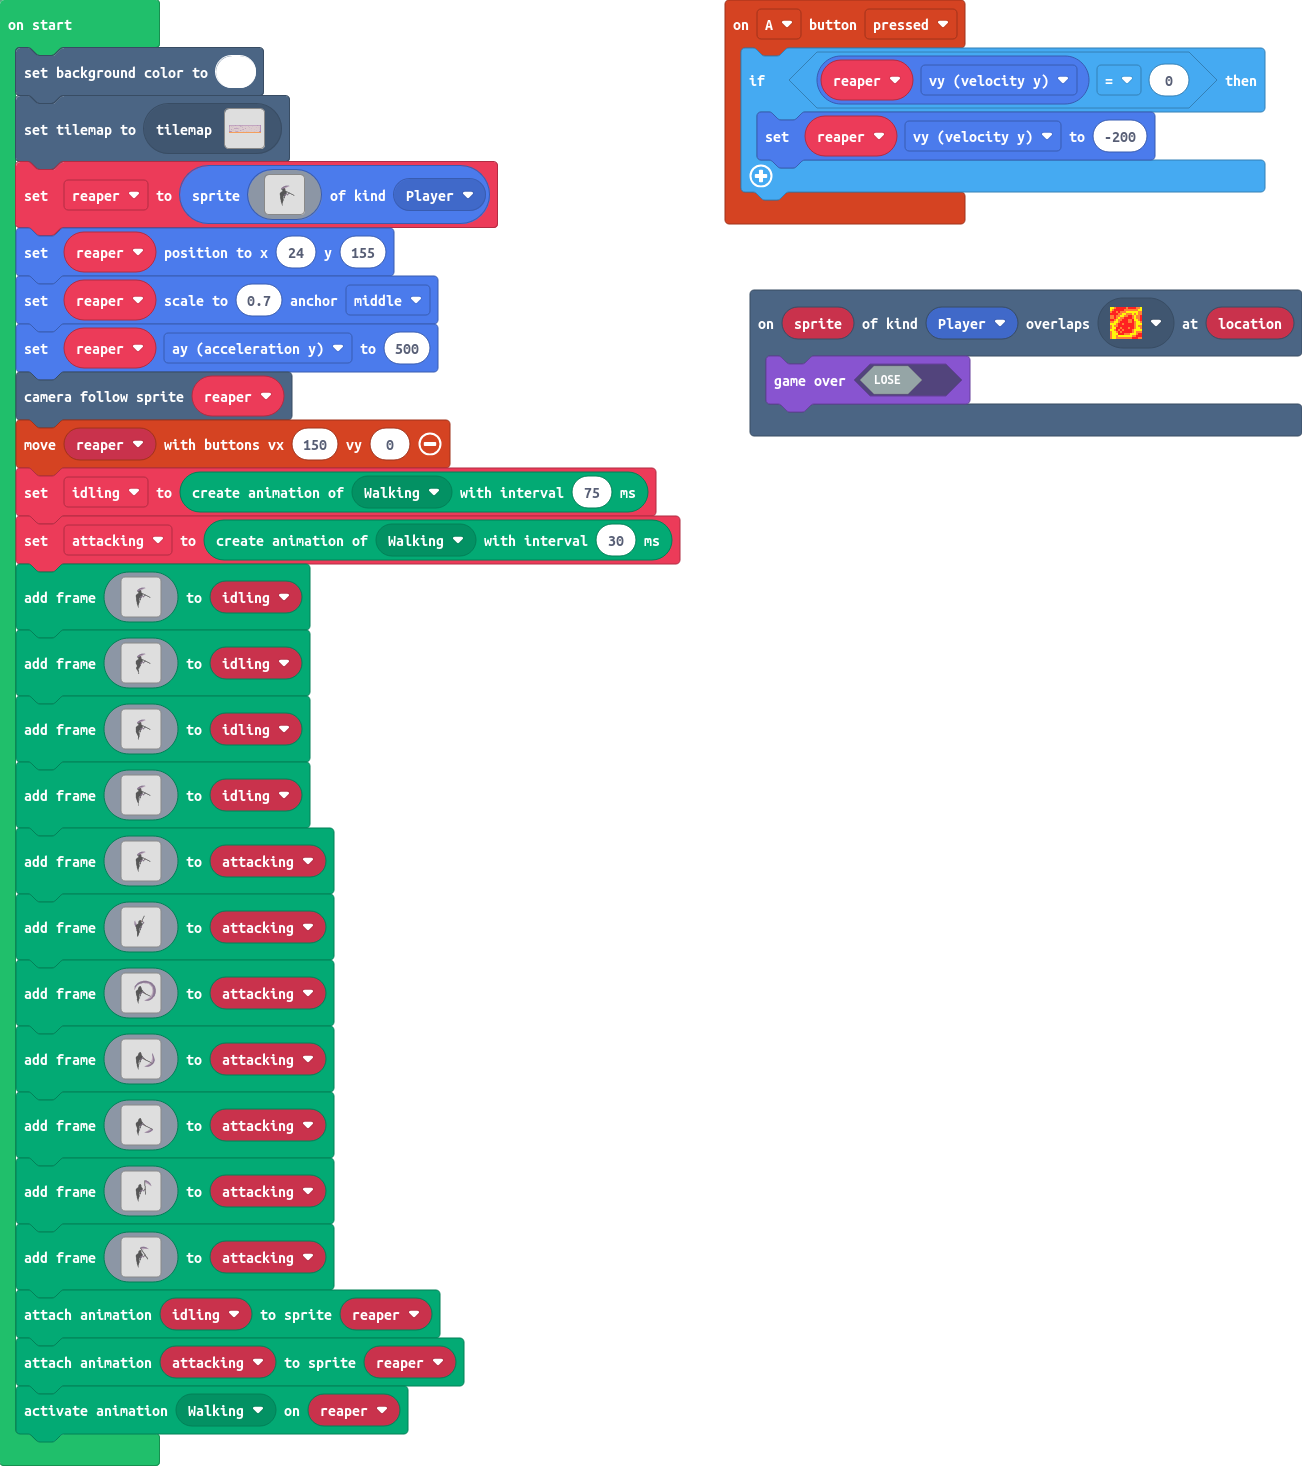 on start
set background color to
set tilemap to tilemap
set reaper to sprite of kind Player
set reaper position to x 24 y 155
set reaper scale to 0.7 anchor middle
set reaper ay (acceleration y) to 500
camera follow sprite reaper
move reaper with buttons vx 150 vy 0
set idling to create animation of Walking with interval 75 ms
set attacking to create animation of Walking with interval 30 ms
add frame to idling
add frame to idling
add frame to idling
add frame to idling
add frame to attacking
add frame to attacking
add frame to attacking
add frame to attacking
add frame to attacking
add frame to attacking
add frame to attacking
attach animation idling to sprite reaper
attach animation attacking to sprite reaper
activate animation Walking on reaper
on A button pressed
if reaper vy (velocity y) = 0 then
set reaper vy (velocity y) to -200
on sprite of kind Player overlaps at location
game over LOSE